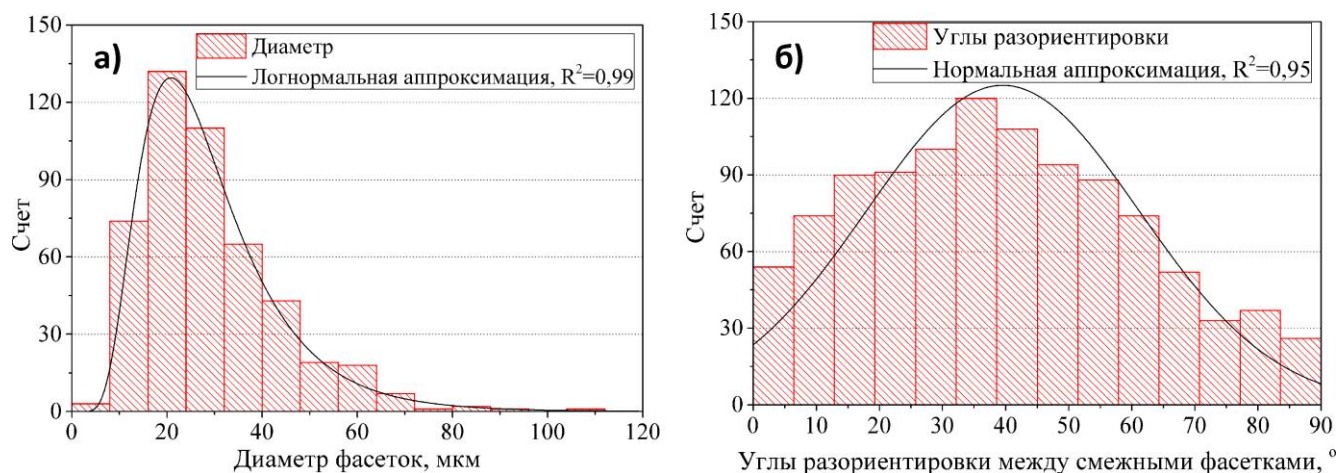 а)
Диаметр
Логнормальная аппроксимация, R²=0,99
Счет
150
120
90
60
30
0
0 20 40 60 80 100 120
Диаметр фасеток, мкм
б)
Углы разориентировки
Нормальная аппроксимация, R²=0,95
Счет
150
120
90
60
30
0
0 10 20 30 40 50 60 70 80 90
Углы разориентировки между смежными фасетками, º